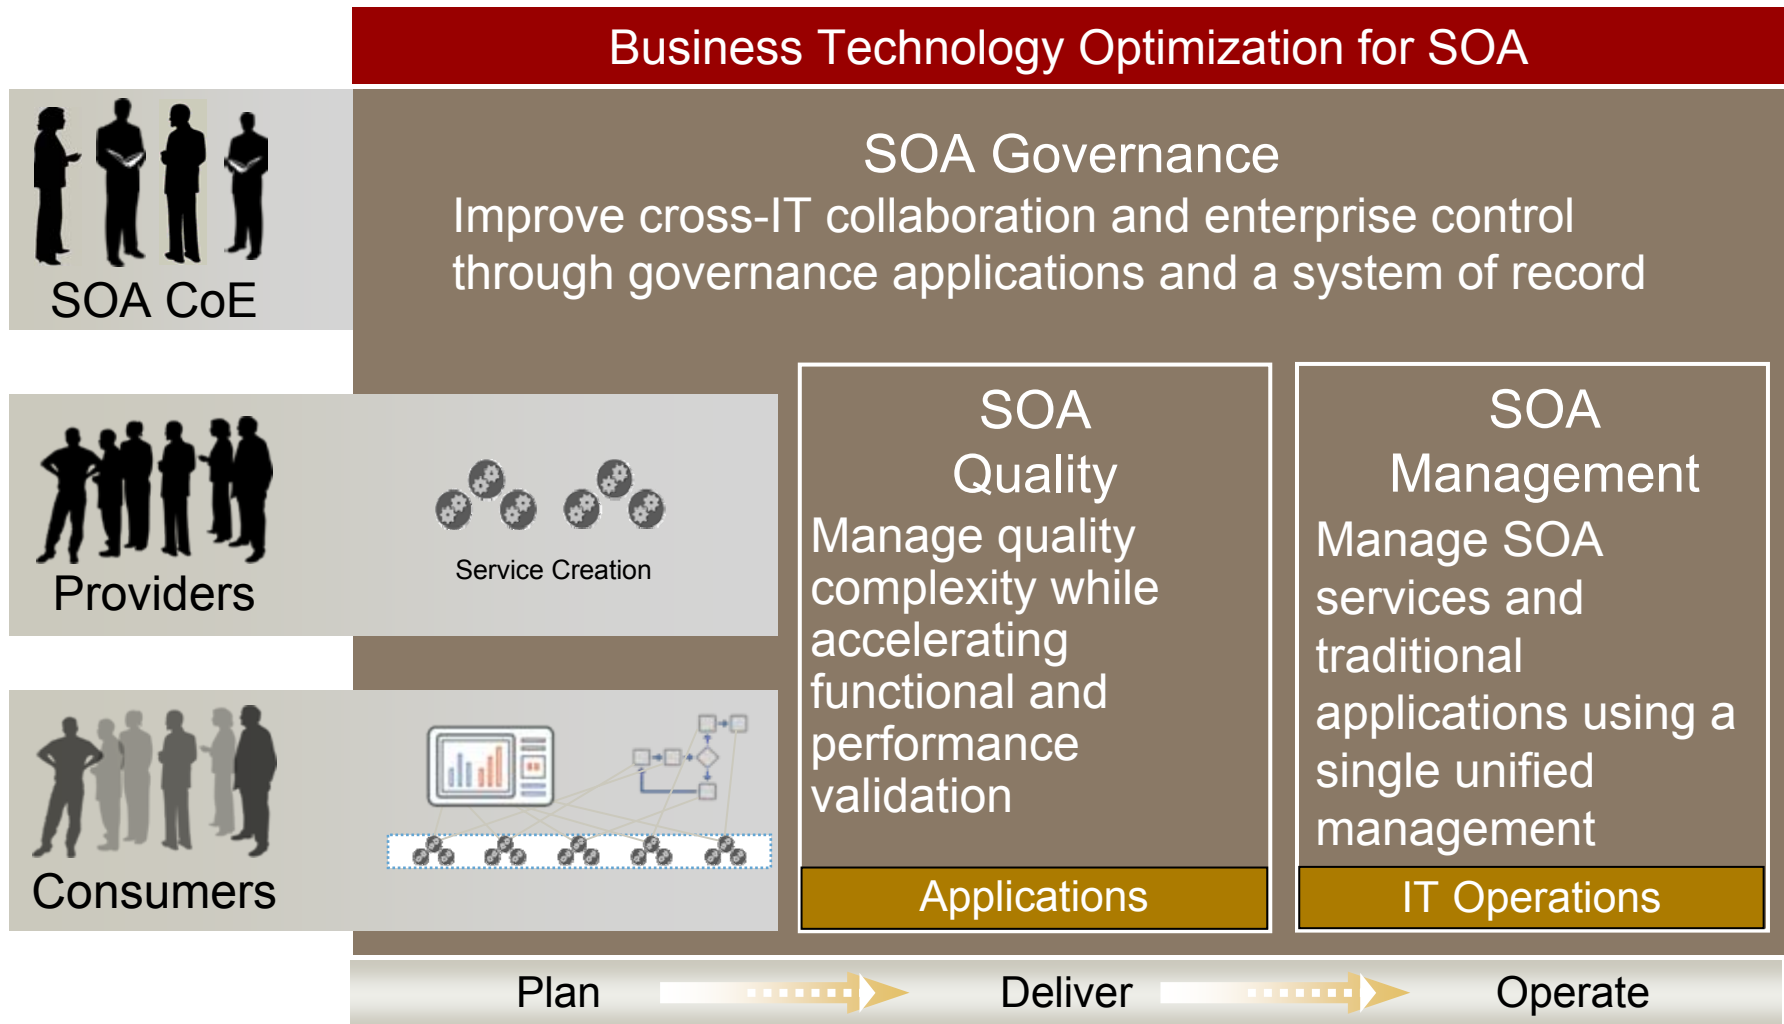 Business Technology Optimization for SOA
SOA Governance
Improve cross-IT collaboration and enterprise control
through governance applications and a system of record
SOA CoE
Providers
Service Creation
Consumers
SOA
Quality
Manage quality
complexity while
accelerating
functional and
performance
validation
Applications
SOA
Management
Manage SOA
services and
traditional
applications using a
single unified
management
IT Operations
Plan
Deliver
Operate